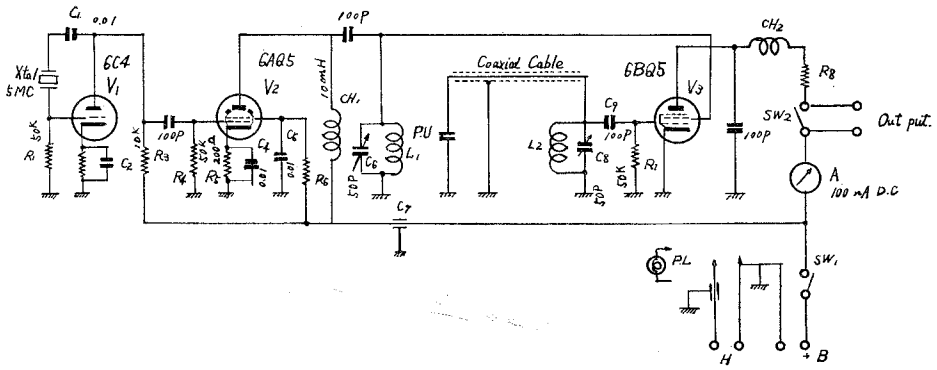 C1
0.01
Xtal
5MC
6C4
V1
50K
R1
C2
10K
R3
100P
50K
R4
6AQ5
V2
200Ω
R5
C4
0.01
C5
0.01
R6
100mH
CH1
100P
C6
50P
L1
C7
P.U
Coaxial Cable
L2
C8
50P
C9
100P
50K
R7
6BQ5
V3
100P
CH2
R8
SW2
Out put.
A
100 mA D.C
SW1
P.L
H
+ B